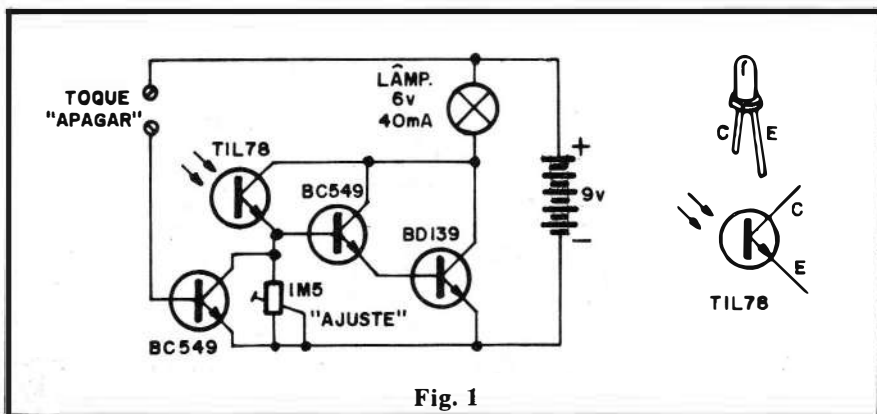 TOQUE
"APAGAR"
TIL78
LÂMP.
6V
40mA
BC549
BD139
+
9v
−
1M5
"AJUSTE"
BC549
C
E
C
E
TIL78
Fig. 1